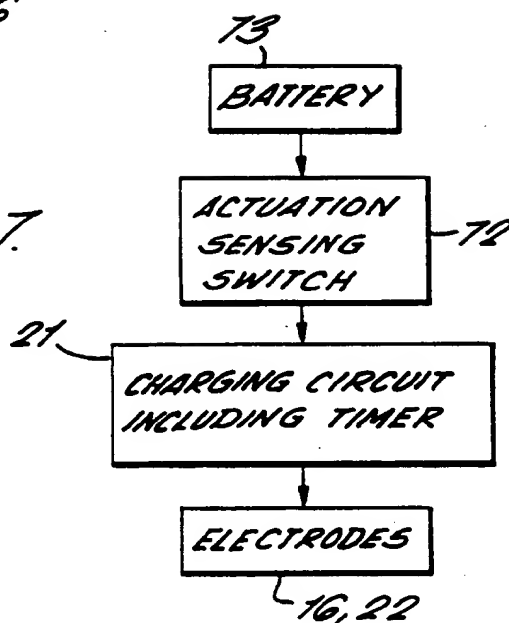 73
BATTERY
ACTUATION
SENSING
SWITCH
72
7.
21
CHARGING CIRCUIT
INCLUDING TIMER
ELECTRODES
16, 22